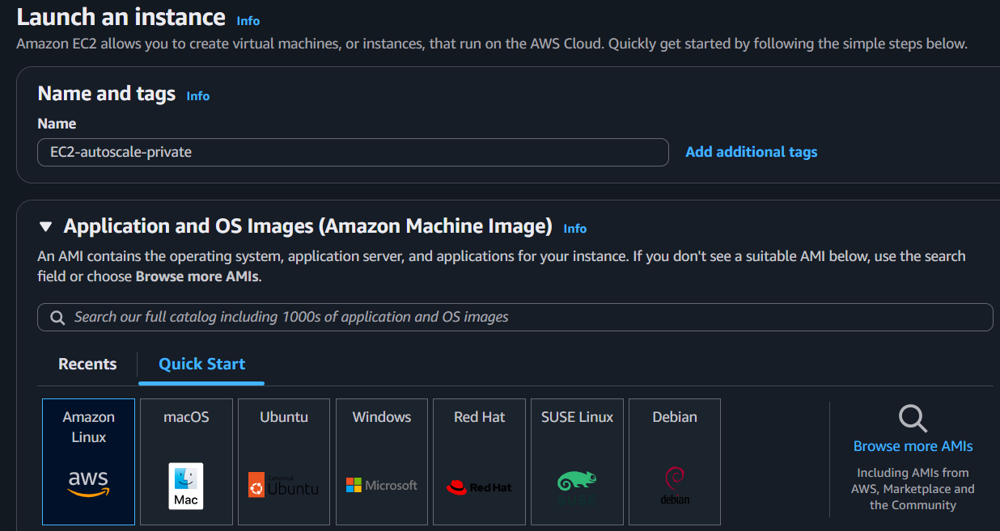 Launch an instance Info
Amazon EC2 allows you to create virtual machines, or instances, that run on the AWS Cloud. Quickly get started by following the simple steps below.
Name and tags Info
Name
EC2-autoscale-private
Add additional tags
Application and OS Images (Amazon Machine Image) Info
An AMI contains the operating system, application server, and applications for your instance. If you don't see a suitable AMI below, use the search
field or choose Browse more AMIs.
Search our full catalog including 1000s of application and OS images
Recents
Quick Start
Amazon
Linux
aws
macOS
Mac
Ubuntu
Canonical
Ubuntu
Windows
Microsoft
Red Hat
Red Hat
SUSE Linux
SUSE
Debian
debian
Browse more AMIs
Including AMIs from
AWS, Marketplace and
the Community